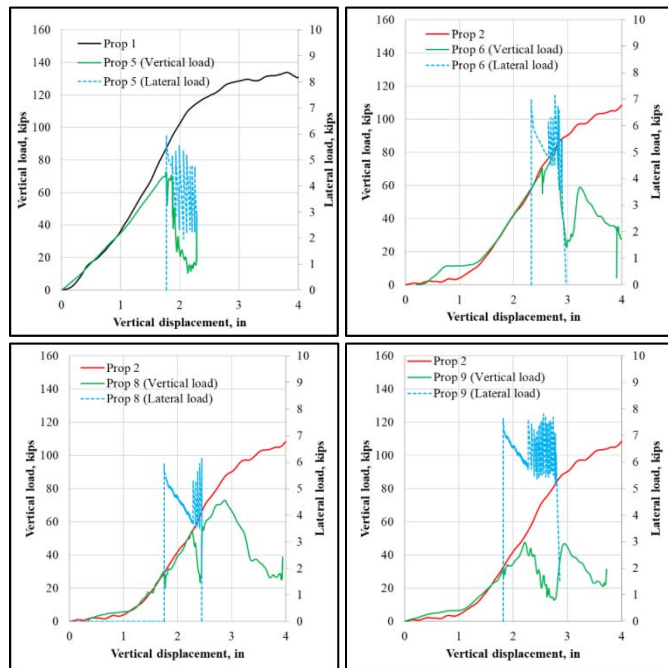 Prop 1
Prop 5 (Vertical load)
Prop 5 (Lateral load)
Vertical load, kips
160
140
120
100
80
60
40
20
0
Lateral load, kips
10
9
8
7
6
5
4
3
2
1
0
0 1 2 3 4
Vertical displacement, in
Prop 2
Prop 6 (Vertical load)
Prop 6 (Lateral load)
Vertical load, kips
160
140
120
100
80
60
40
20
0
Lateral load, kips
10
9
8
7
6
5
4
3
2
1
0
0 1 2 3 4
Vertical displacement, in
Prop 2
Prop 8 (Vertical load)
Prop 8 (Lateral load)
Vertical load, kips
160
140
120
100
80
60
40
20
0
Lateral load, kips
10
9
8
7
6
5
4
3
2
1
0
0 1 2 3 4
Vertical displacement, in
Prop 2
Prop 9 (Vertical load)
Prop 9 (Lateral load)
Vertical load, kips
160
140
120
100
80
60
40
20
0
Lateral load, kips
10
9
8
7
6
5
4
3
2
1
0
0 1 2 3 4
Vertical displacement, in